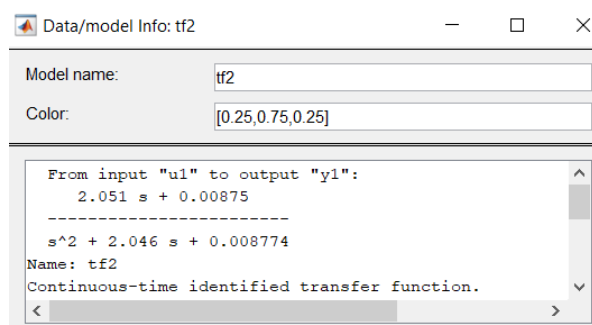 Data/model Info: tf2
Model name: tf2
Color: [0.25,0.75,0.25]
From input "u1" to output "y1":
2.051 s + 0.00875
------------------------
s^2 + 2.046 s + 0.008774
Name: tf2
Continuous-time identified transfer function.